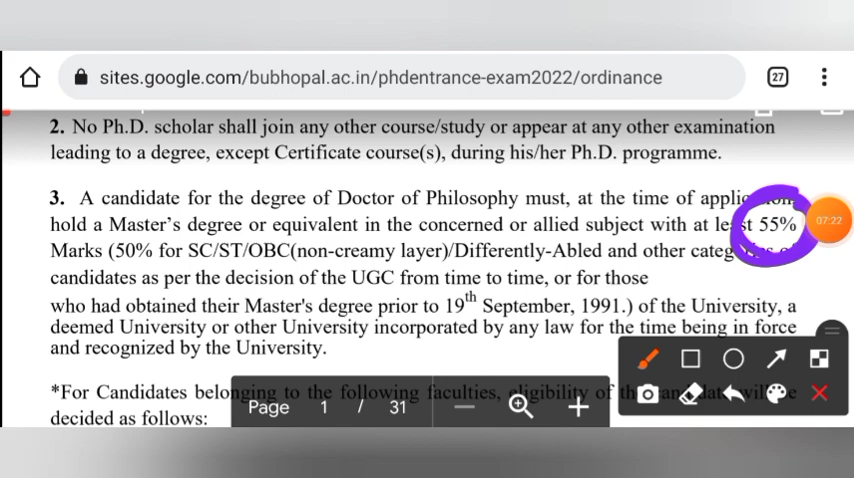 sites.google.com/bubhopal.ac.in/phdentrance-exam2022/ordinance
27
2. No Ph.D. scholar shall join any other course/study or appear at any other examination
leading to a degree, except Certificate course(s), during his/her Ph.D. programme.
3. A candidate for the degree of Doctor of Philosophy must, at the time of application,
hold a Master's degree or equivalent in the concerned or allied subject with at least 55%
07:22
Marks (50% for SC/ST/OBC(non-creamy layer)/Differently-Abled and other categories of
candidates as per the decision of the UGC from time to time, or for those
who had obtained their Master's degree prior to 19th September, 1991.) of the University, a
deemed University or other University incorporated by any law for the time being in force
and recognized by the University.
*For Candidates belonging to the following faculties, eligibility of
decided as follows:
Page 1 / 31